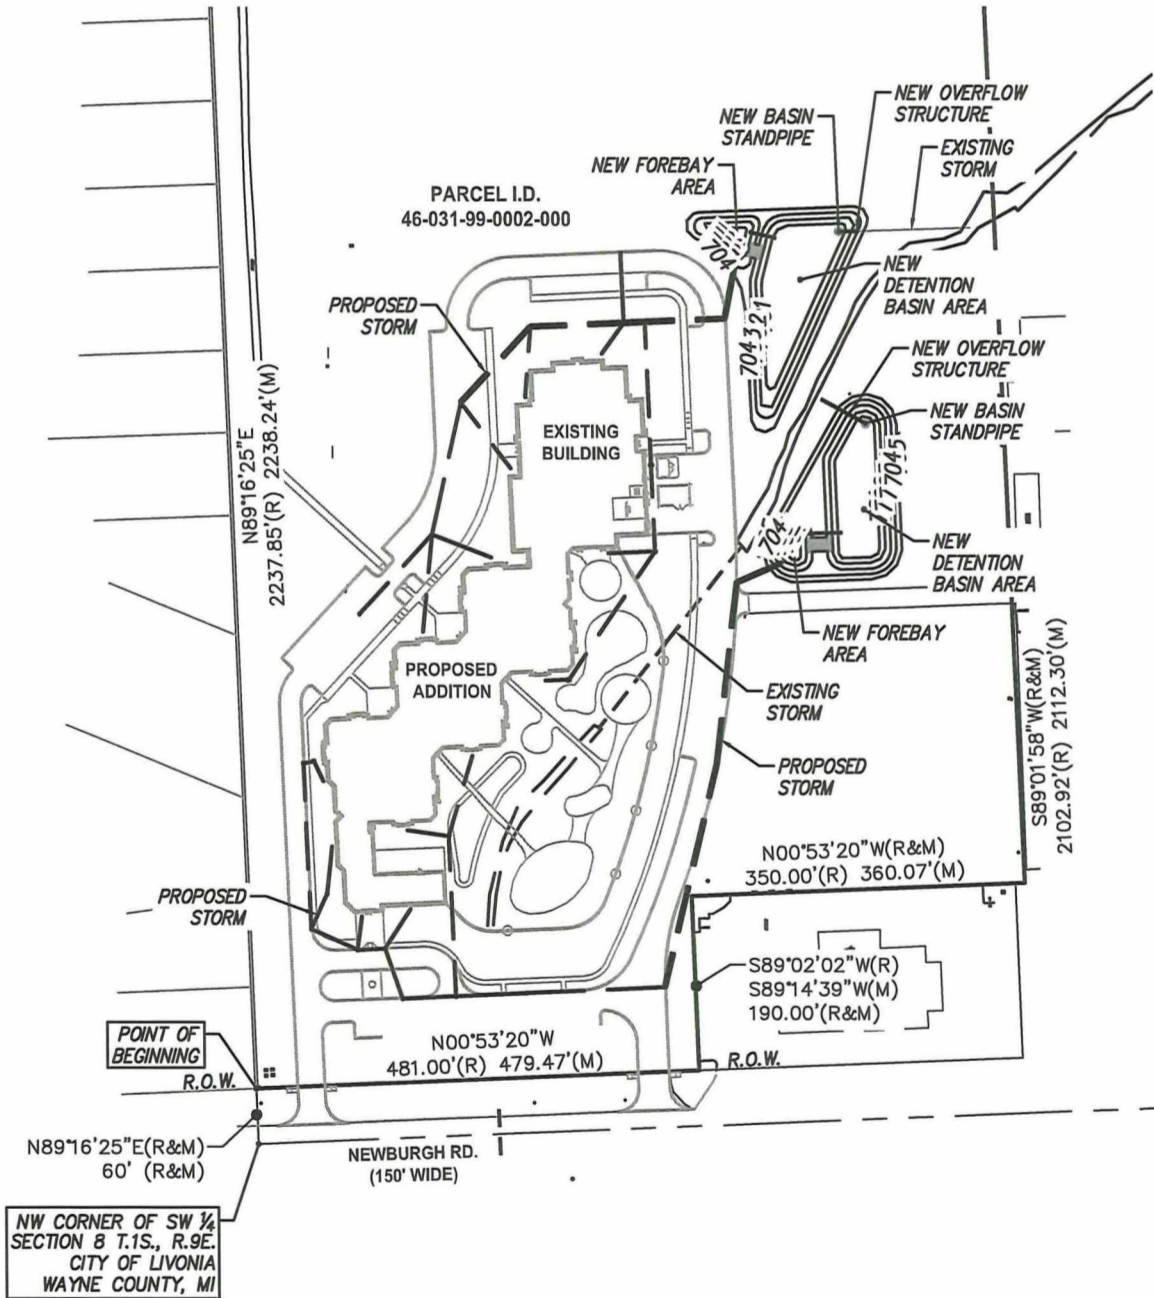 NEW OVERFLOW
STRUCTURE
NEW BASIN
STANDPIPE
EXISTING
STORM
NEW FOREBAY
AREA
PARCEL I.D.
46-031-99-0002-000
704
NEW
DETENTION
BASIN AREA
PROPOSED
STORM
704321
NEW OVERFLOW
STRUCTURE
N89°16'25"E
2237.85'(R) 2238.24'(M)
NEW BASIN
STANDPIPE
EXISTING
BUILDING
7045
704
NEW
DETENTION
BASIN AREA
NEW FOREBAY
AREA
PROPOSED
ADDITION
EXISTING
STORM
S89°01'58"W(R&M)
2102.92'(R) 2112.30'(M)
PROPOSED
STORM
N00°53'20"W(R&M)
350.00'(R) 360.07'(M)
PROPOSED
STORM
S89°02'02"W(R)
S89°14'39"W(M)
190.00'(R&M)
POINT OF
BEGINNING
N00°53'20"W
481.00'(R) 479.47'(M)
R.O.W.
R.O.W.
N89°16'25"E(R&M)
60' (R&M)
NEWBURGH RD.
(150' WIDE)
NW CORNER OF SW ¼
SECTION 8 T.1S., R.9E.
CITY OF LIVONIA
WAYNE COUNTY, MI